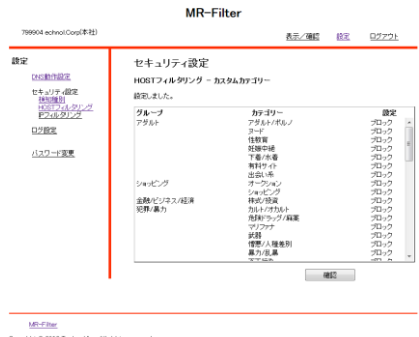 MR-Filter
799904 echnol.Corp(本社)
表示／確認 設定 ログアウト
設定
DNS動作設定
セキュリティ設定
検知種別
HOSTフィルタリング
IPフィルタリング
ログ設定
パスワード変更
セキュリティ設定
HOSTフィルタリング － カスタムカテゴリー
設定しました。
グループ カテゴリー 設定
アダルト アダルト/ポルノ ブロック
ヌード ブロック
性教育 ブロック
妊娠中絶 ブロック
下着/水着 ブロック
有料サイト ブロック
出会い系 ブロック
ショッピング オークション ブロック
ショッピング ブロック
金融/ビジネス/経済 株式/投資 ブロック
犯罪/暴力 カルト/オカルト ブロック
危険ドラッグ/麻薬 ブロック
マリファナ ブロック
武器 ブロック
憎悪/人種差別 ブロック
暴力/乱暴 ブロック
確認
MR-Filter